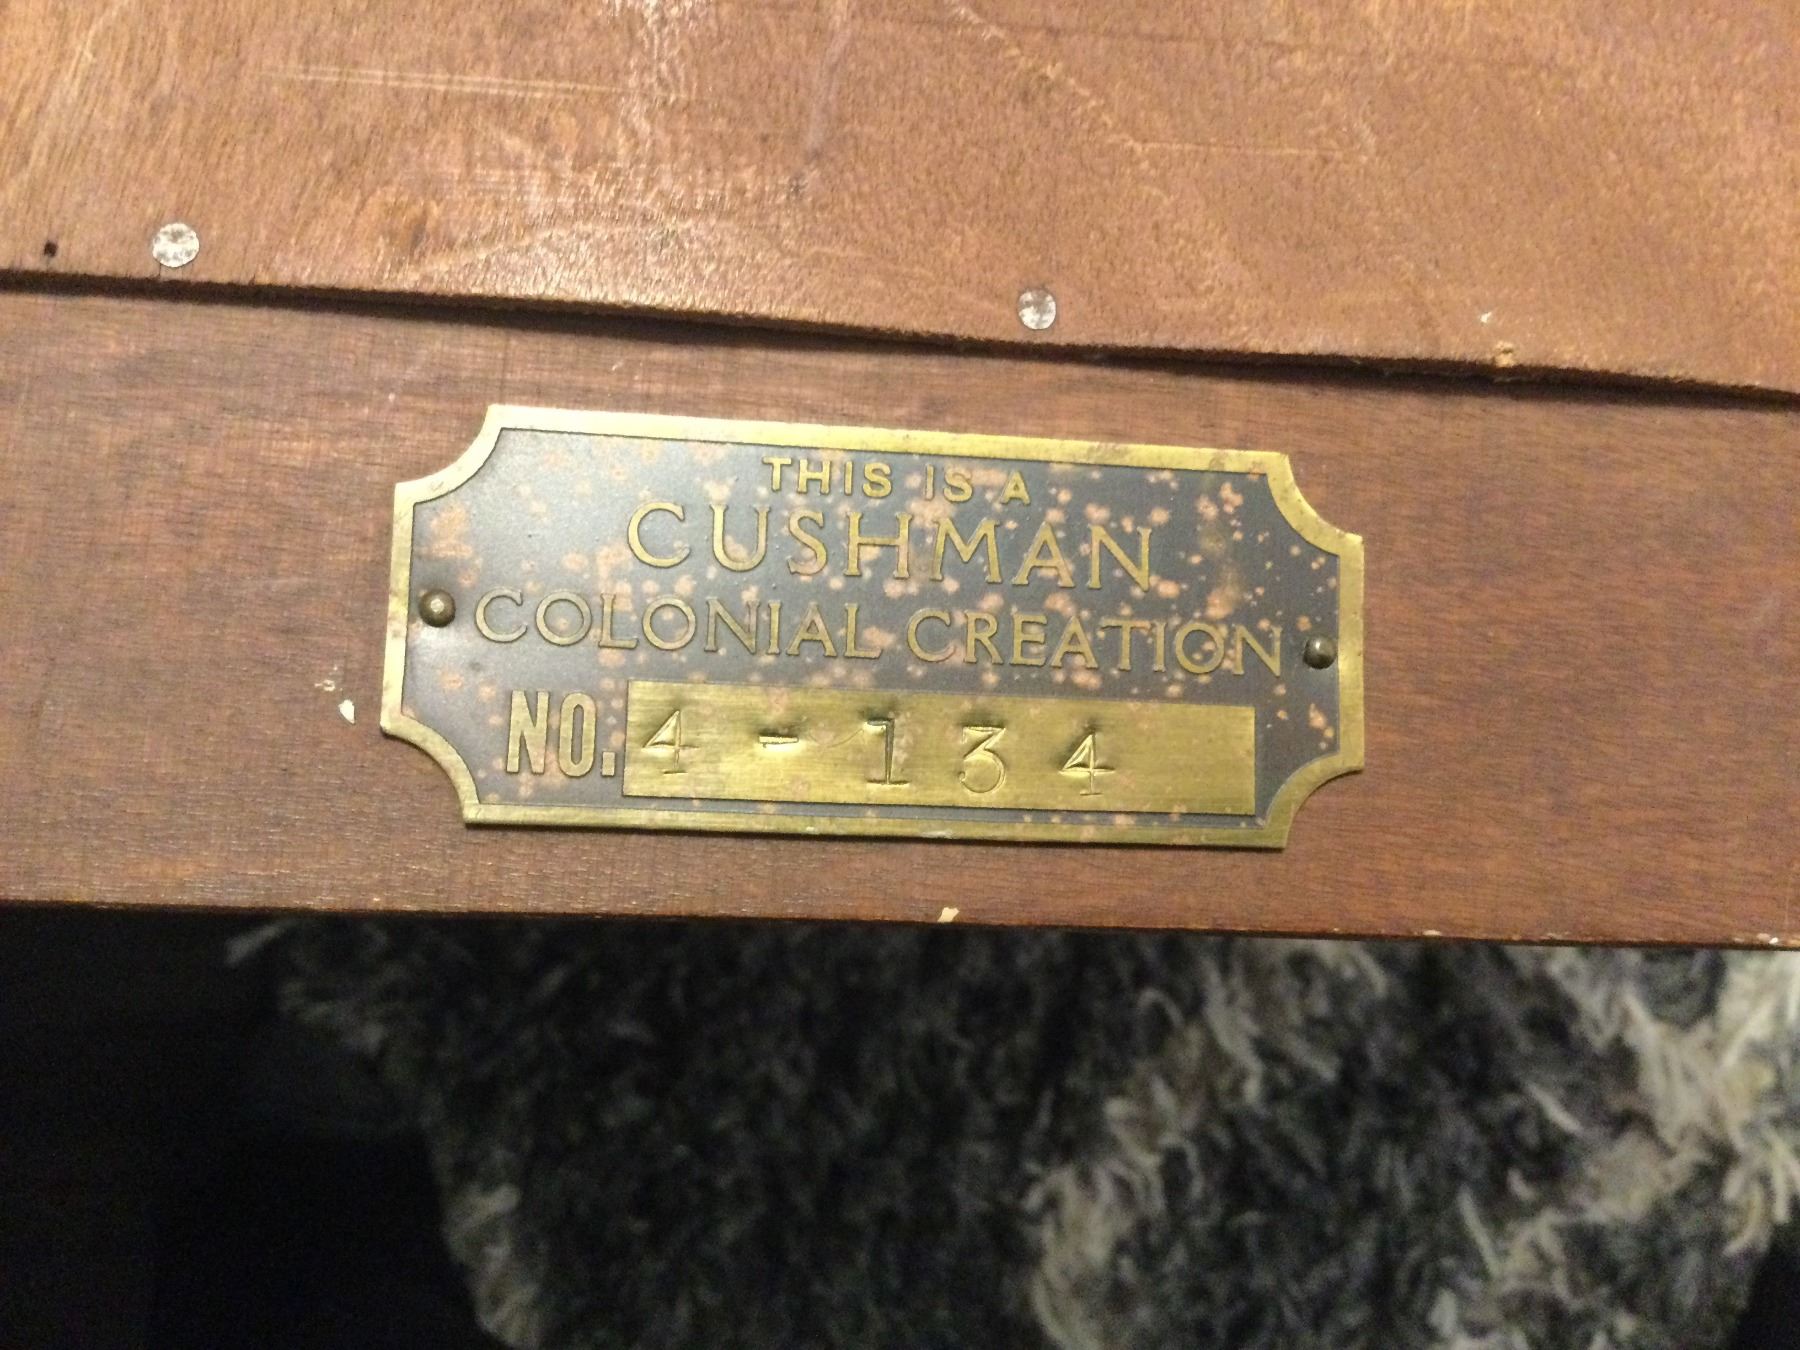 THIS IS A
CUSHMAN
COLONIAL CREATION
NO. 4-134